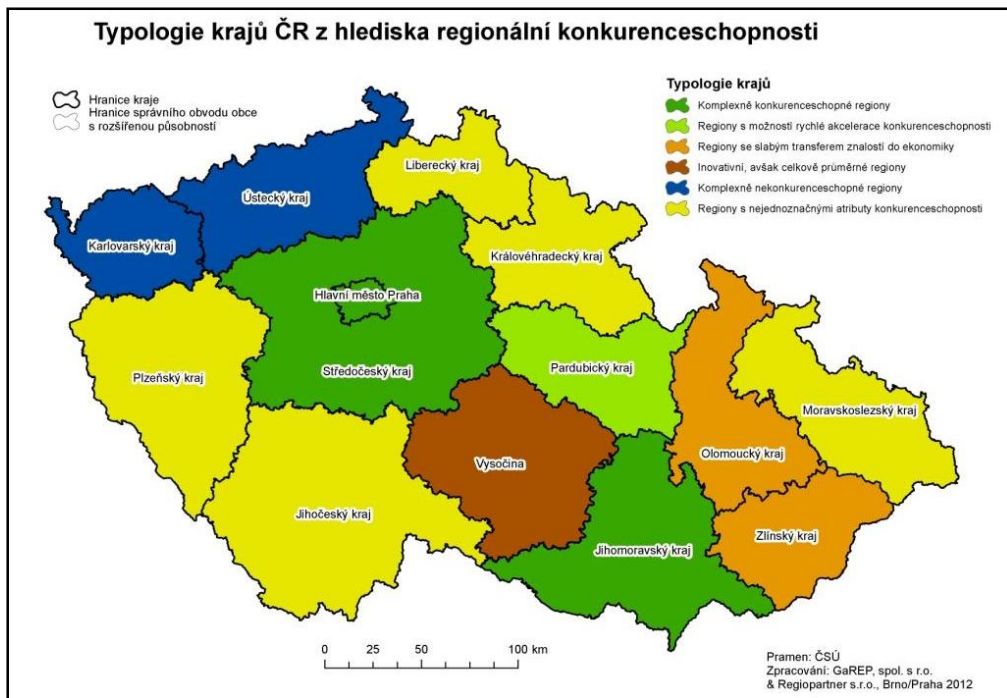 Typologie krajů ČR z hlediska regionální konkurenceschopnosti
Hranice kraje
Hranice správního obvodu obce
s rozšířenou působností
Typologie krajů
Komplexně konkurenceschopné regiony
Regiony s možností rychlé akcelerace konkurenceschopnosti
Regiony se slabým transferem znalostí do ekonomiky
Inovativní, avšak celkově průměrné regiony
Komplexně nekonkurenceschopné regiony
Regiony s nejednoznačnými atributy konkurenceschopnosti
Liberecký kraj
Ústecký kraj
Karlovarský kraj
Královéhradecký kraj
Hlavní město Praha
Středočeský kraj
Pardubický kraj
Plzeňský kraj
Moravskoslezský kraj
Olomoucký kraj
Vysočina
Jihočeský kraj
Zlínský kraj
Jihomoravský kraj
0 25 50 100 km
Pramen: ČSÚ
Zpracování: GaREP, spol. s r.o.
& Regiopartner s.r.o., Brno/Praha 2012